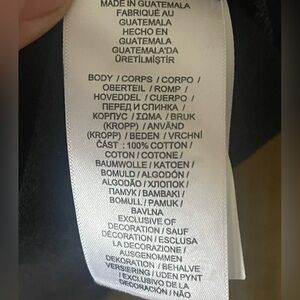 MADE IN GUATEMALA
FABRIQUÉ AU
GUATEMALA
HECHO EN
GUATEMALA
GUATEMALA'DA
ÜRETİLMİŞTİR
BODY / CORPS / CORPO /
OBERTEIL / ROMP /
HOVEDDEL / CUERPO /
ПЕРЕД И СПИНКА /
КОРПУС / ΣΩΜΑ / BRUK
(KROPP) / ANVÄND
(KROPP) / BEDEN / VRCHNÍ
ČÁST : 100% COTTON /
COTON / COTONE /
BAUMWOLLE / KATOEN /
BOMULD / ALGODÓN /
ALGODÃO / ХЛОПОК /
ПАМУК / BAMBAKI /
BOMULL / PAMUK /
BAVLNA
EXCLUSIVE OF
DECORATION / SAUF
DÉCORATION / ESCLUSA
LA DECORAZIONE /
AUSGENOMMEN
DEKORATION / BEHALVE
VERSIERING / UDEN PYNT
/ EXCLUSIVO DE LA
DECORACIÓN / NÃO